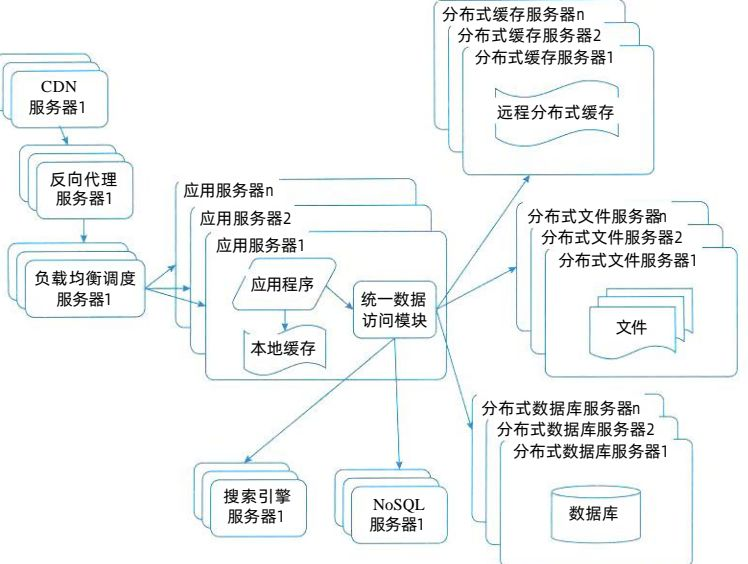 CDN
服务器1
反向代理
服务器1
负载均衡调度
服务器1
应用服务器n
应用服务器2
应用服务器1
应用程序
本地缓存
统一数据
访问模块
分布式缓存服务器n
分布式缓存服务器2
分布式缓存服务器1
远程分布式缓存
分布式文件服务器n
分布式文件服务器2
分布式文件服务器1
文件
分布式数据库服务器n
分布式数据库服务器2
分布式数据库服务器1
数据库
搜索引擎
服务器1
NoSQL
服务器1